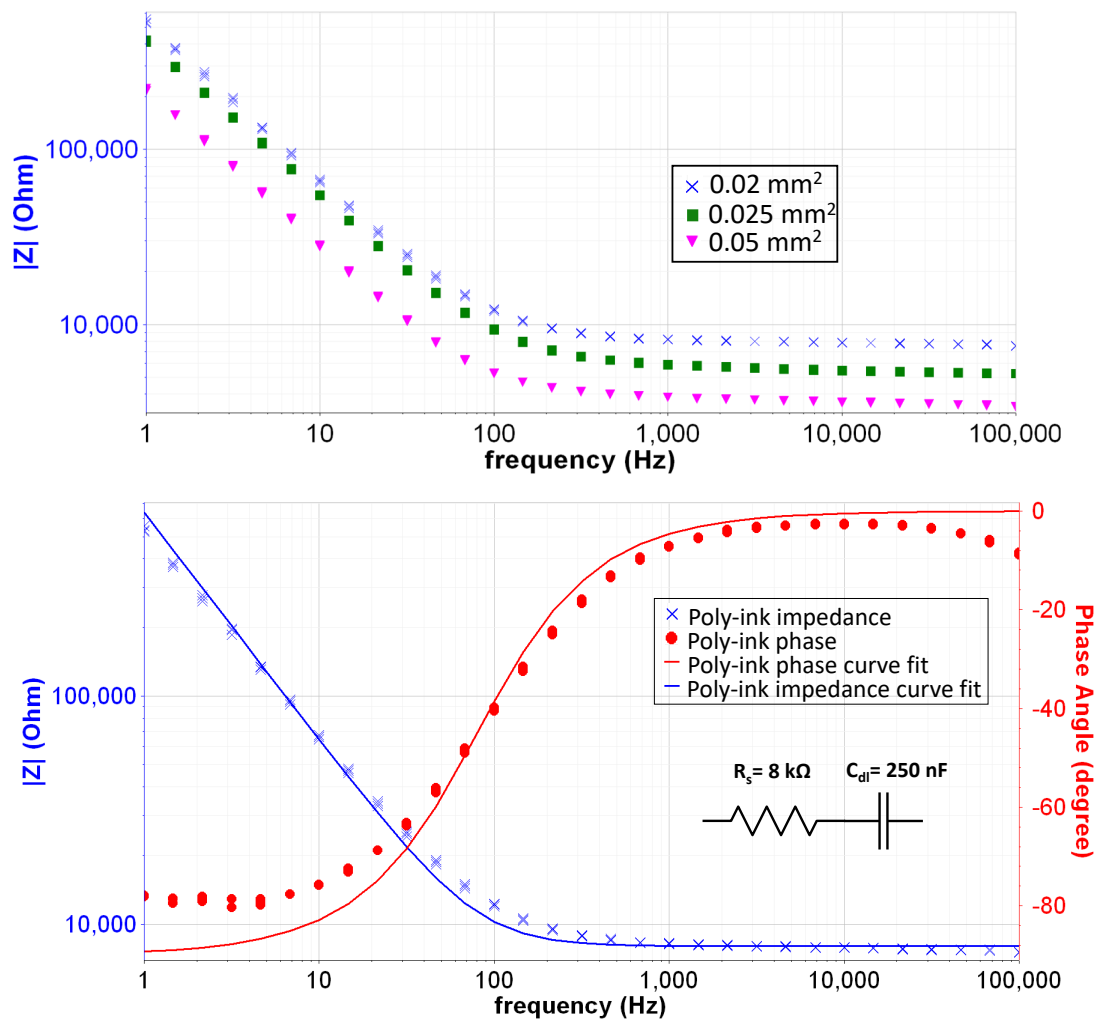 |Z| (Ohm)
100,000
10,000
× 0.02 mm²
0.025 mm²
0.05 mm²
1 10 100 1,000 10,000 100,000
frequency (Hz)
|Z| (Ohm)
100,000
10,000
0
-20
-40
-60
-80
Phase Angle (degree)
× Poly-ink impedance
Poly-ink phase
Poly-ink phase curve fit
Poly-ink impedance curve fit
Rs= 8 kΩ Cdl= 250 nF
1 10 100 1,000 10,000 100,000
frequency (Hz)